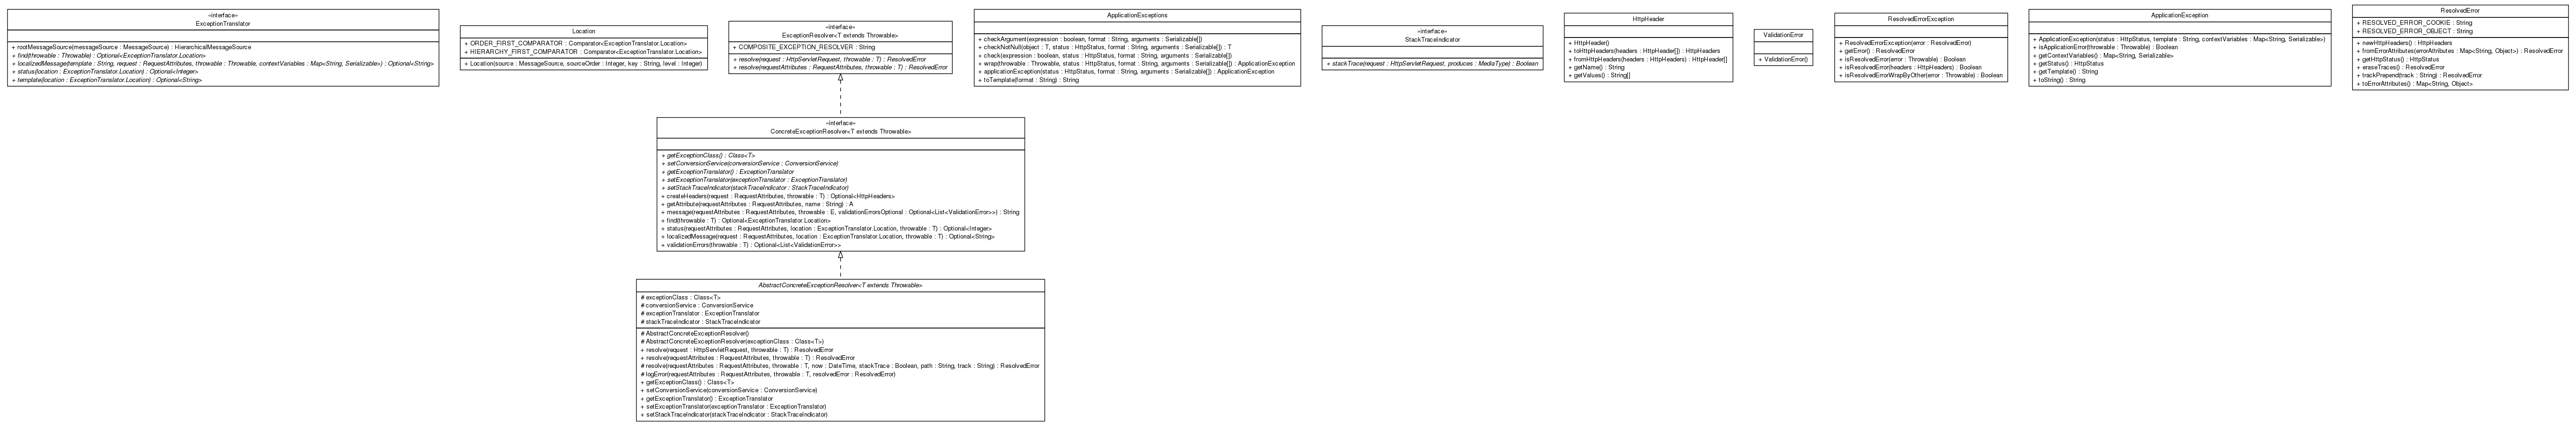 «interface»
ExceptionTranslator
+ rootMessageSource(messageSource : MessageSource) : HierarchicalMessageSource
+ find(throwable : Throwable) : Optional<ExceptionTranslator.Location>
+ localizedMessage(template : String, request : RequestAttributes, throwable : Throwable, contextVariables : Map<String, Serializable>) : Optional<String>
+ status(location : ExceptionTranslator.Location) : Optional<Integer>
+ template(location : ExceptionTranslator.Location) : Optional<String>
Location
+ ORDER_FIRST_COMPARATOR : Comparator<ExceptionTranslator.Location>
+ HIERARCHY_FIRST_COMPARATOR : Comparator<ExceptionTranslator.Location>
+ Location(source : MessageSource, sourceOrder : Integer, key : String, level : Integer)
«interface»
ExceptionResolver<T extends Throwable>
+ COMPOSITE_EXCEPTION_RESOLVER : String
+ resolve(request : HttpServletRequest, throwable : T) : ResolvedError
+ resolve(requestAttributes : RequestAttributes, throwable : T) : ResolvedError
ApplicationExceptions
+ checkArgument(expression : boolean, format : String, arguments : Serializable[])
+ checkNotNull(object : T, status : HttpStatus, format : String, arguments : Serializable[]) : T
+ check(expression : boolean, status : HttpStatus, format : String, arguments : Serializable[])
+ wrap(throwable : Throwable, status : HttpStatus, format : String, arguments : Serializable[]) : ApplicationException
+ applicationException(status : HttpStatus, format : String, arguments : Serializable[]) : ApplicationException
+ toTemplate(format : String) : String
«interface»
StackTraceIndicator
+ stackTrace(request : HttpServletRequest, produces : MediaType) : Boolean
HttpHeader
+ HttpHeader()
+ toHttpHeaders(headers : HttpHeader[]) : HttpHeaders
+ fromHttpHeaders(headers : HttpHeaders) : HttpHeader[]
+ getName() : String
+ getValues() : String[]
ValidationError
+ ValidationError()
ResolvedErrorException
+ ResolvedErrorException(error : ResolvedError)
+ getError() : ResolvedError
+ isResolvedError(error : Throwable) : Boolean
+ isResolvedError(headers : HttpHeaders) : Boolean
+ isResolvedErrorWrapByOther(error : Throwable) : Boolean
ApplicationException
+ ApplicationException(status : HttpStatus, template : String, contextVariables : Map<String, Serializable>)
+ isApplicationError(throwable : Throwable) : Boolean
+ getContextVariables() : Map<String, Serializable>
+ getStatus() : HttpStatus
+ getTemplate() : String
+ toString() : String
ResolvedError
+ RESOLVED_ERROR_COOKIE : String
+ RESOLVED_ERROR_OBJECT : String
+ newHttpHeaders() : HttpHeaders
+ fromErrorAttributes(errorAttributes : Map<String, Object>) : ResolvedError
+ getHttpStatus() : HttpStatus
+ eraseTraces() : ResolvedError
+ trackPrepend(track : String) : ResolvedError
+ toErrorAttributes() : Map<String, Object>
«interface»
ConcreteExceptionResolver<T extends Throwable>
+ getExceptionClass() : Class<T>
+ setConversionService(conversionService : ConversionService)
+ getExceptionTranslator() : ExceptionTranslator
+ setExceptionTranslator(exceptionTranslator : ExceptionTranslator)
+ setStackTraceIndicator(stackTraceIndicator : StackTraceIndicator)
+ createHeaders(request : RequestAttributes, throwable : T) : Optional<HttpHeaders>
+ getAttribute(requestAttributes : RequestAttributes, name : String) : A
+ message(requestAttributes : RequestAttributes, throwable : E, validationErrorsOptional : Optional<List<ValidationError>>) : String
+ find(throwable : T) : Optional<ExceptionTranslator.Location>
+ status(requestAttributes : RequestAttributes, location : ExceptionTranslator.Location, throwable : T) : Optional<Integer>
+ localizedMessage(request : RequestAttributes, location : ExceptionTranslator.Location, throwable : T) : Optional<String>
+ validationErrors(throwable : T) : Optional<List<ValidationError>>
AbstractConcreteExceptionResolver<T extends Throwable>
# exceptionClass : Class<T>
# conversionService : ConversionService
# exceptionTranslator : ExceptionTranslator
# stackTraceIndicator : StackTraceIndicator
# AbstractConcreteExceptionResolver()
# AbstractConcreteExceptionResolver(exceptionClass : Class<T>)
+ resolve(request : HttpServletRequest, throwable : T) : ResolvedError
+ resolve(requestAttributes : RequestAttributes, throwable : T) : ResolvedError
# resolve(requestAttributes : RequestAttributes, throwable : T, now : DateTime, stackTrace : Boolean, path : String, track : String) : ResolvedError
# logError(requestAttributes : RequestAttributes, throwable : T, resolvedError : ResolvedError)
+ getExceptionClass() : Class<T>
+ setConversionService(conversionService : ConversionService)
+ getExceptionTranslator() : ExceptionTranslator
+ setExceptionTranslator(exceptionTranslator : ExceptionTranslator)
+ setStackTraceIndicator(stackTraceIndicator : StackTraceIndicator)